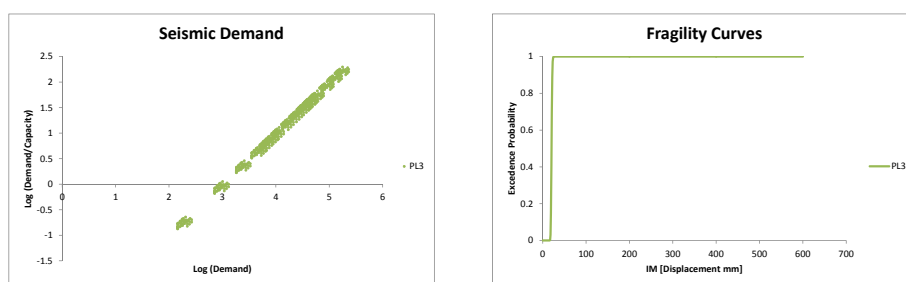 Seismic Demand
2.5
2
1.5
1
0.5
0
-0.5
-1
-1.5
0 1 2 3 4 5 6
Log (Demand/Capacity)
Log (Demand)
PL3
Fragility Curves
1
0.8
0.6
0.4
0.2
0
0 100 200 300 400 500 600 700
Excedence Probability
IM [Displacement mm]
PL3